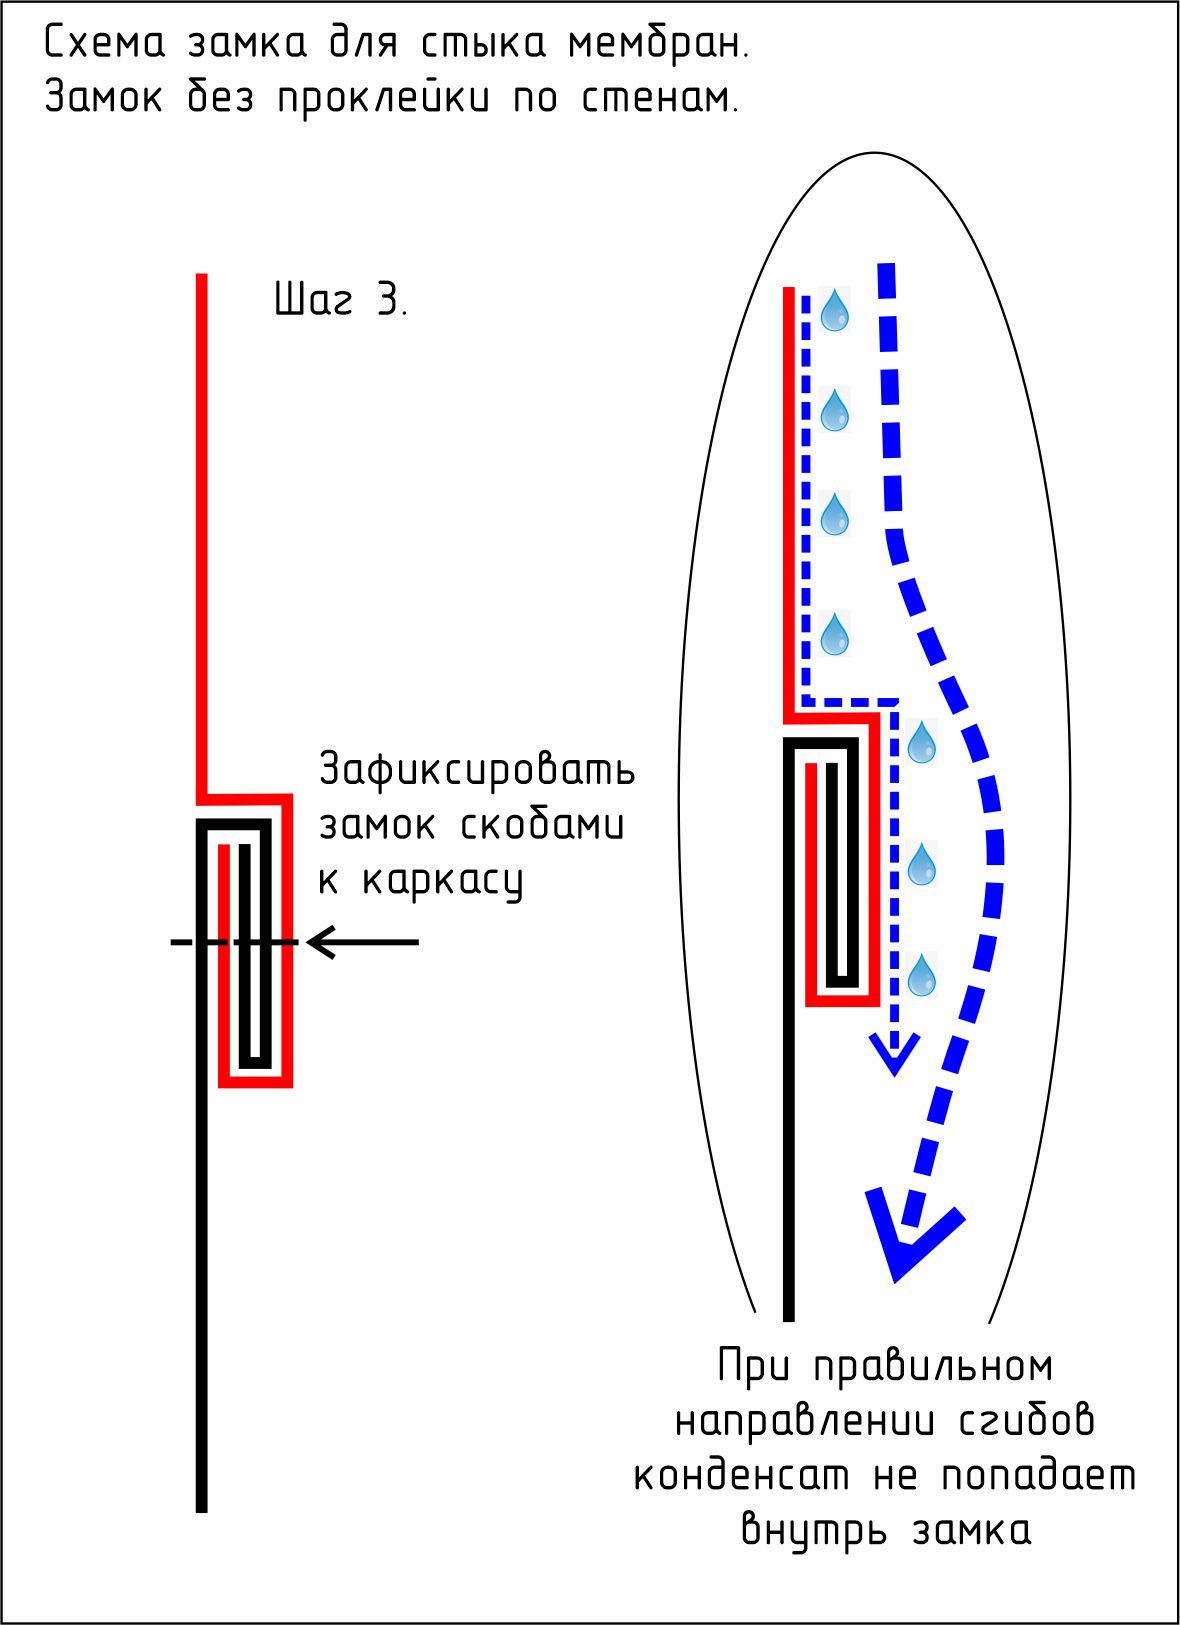 Схема замка для стыка мембран.
Замок без проклейки по стенам.
Шаг 3.
Зафиксировать
замок скобами
к каркасу
При правильном
направлении сгибов
конденсат не попадает
внутрь замка